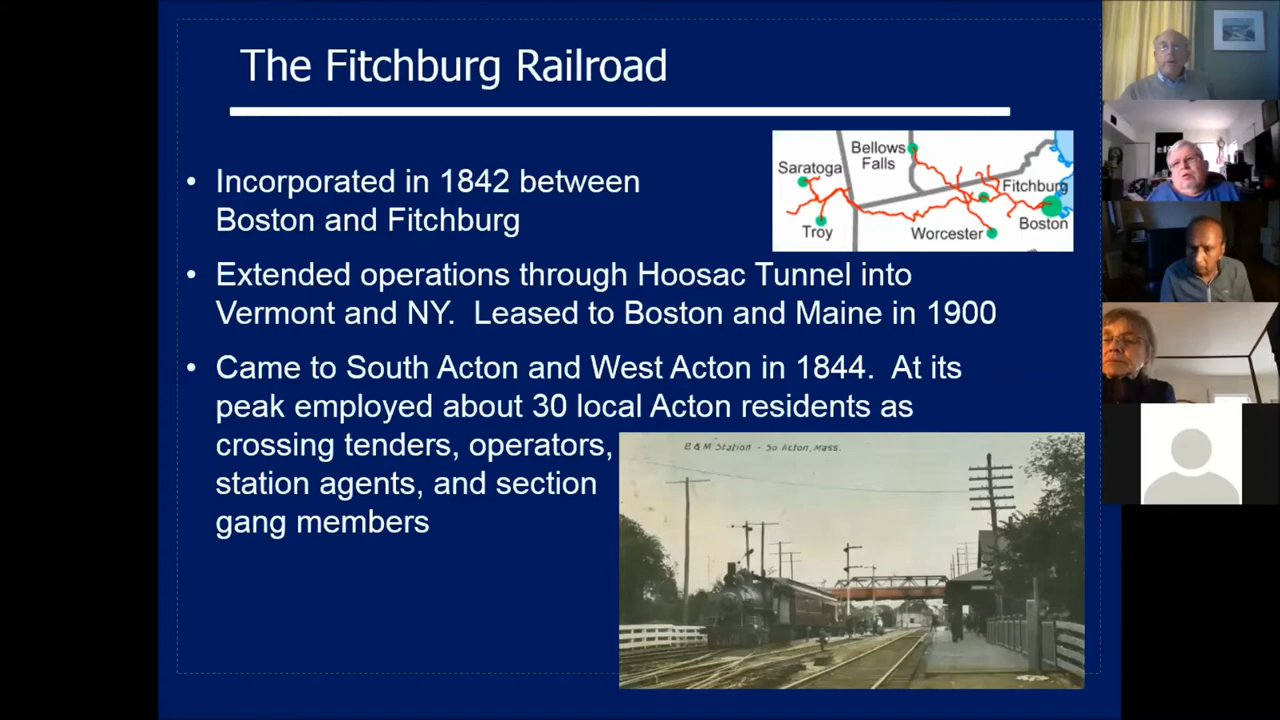 The Fitchburg Railroad
• Incorporated in 1842 between
Boston and Fitchburg
Bellows
Falls
Saratoga
Fitchburg
Troy
Worcester
Boston
• Extended operations through Hoosac Tunnel into
Vermont and NY.  Leased to Boston and Maine in 1900
• Came to South Acton and West Acton in 1844.  At its
peak employed about 30 local Acton residents as
crossing tenders, operators,
station agents, and section
gang members
B & M Station - So Acton, Mass.